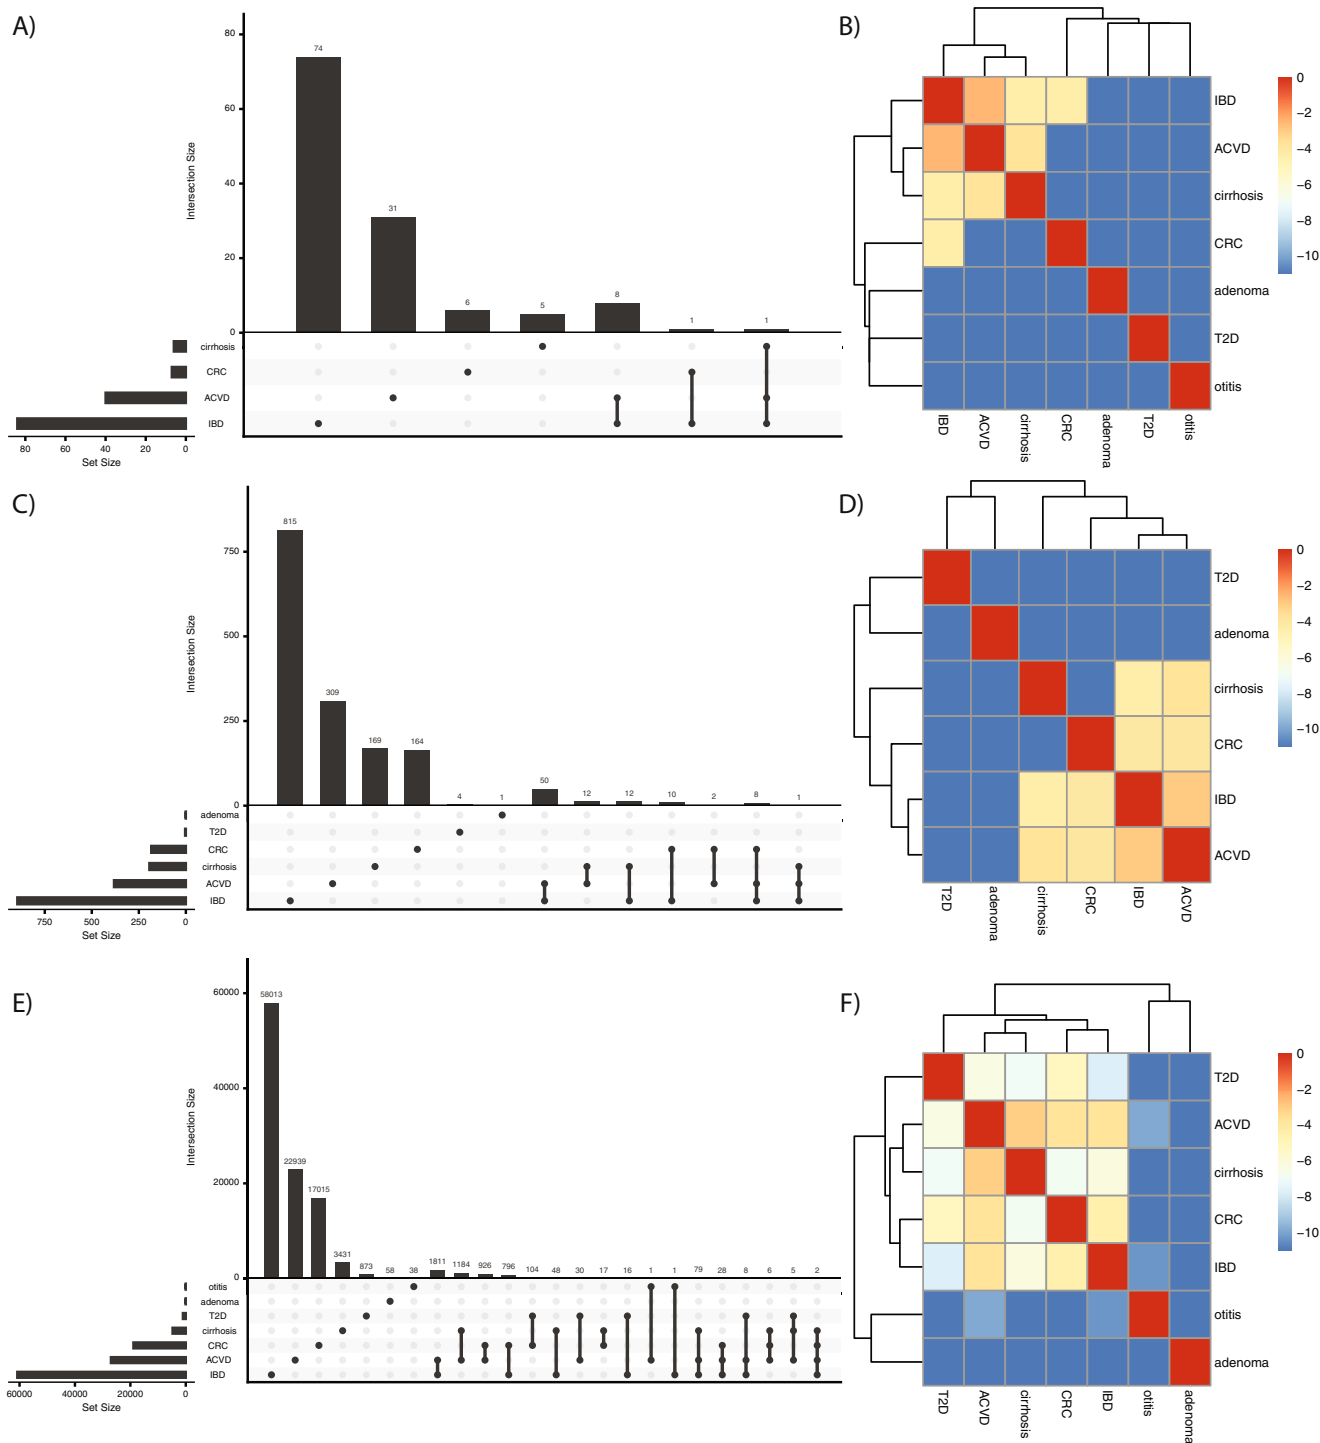 A)
80
60
40
20
0
Intersection Size
74
31
6
5
8
1
1
cirrhosis
CRC
ACVD
IBD
80 60 40 20 0
Set Size
B)
IBD
ACVD
cirrhosis
CRC
adenoma
T2D
otitis
IBD ACVD cirrhosis CRC adenoma T2D otitis
0
−2
−4
−6
−8
−10
C)
750
500
250
0
Intersection Size
815
309
169
164
4
1
50
12
12
10
2
8
1
adenoma
T2D
CRC
cirrhosis
ACVD
IBD
750 500 250 0
Set Size
D)
T2D
adenoma
cirrhosis
CRC
IBD
ACVD
T2D adenoma cirrhosis CRC IBD ACVD
0
−2
−4
−6
−8
−10
E)
60000
40000
20000
0
Intersection Size
58013
22939
17015
3431
873
58
38
1811
1184
926
796
104
48
30
17
16
1
1
79
28
8
6
5
2
otitis
adenoma
T2D
cirrhosis
CRC
ACVD
IBD
60000 40000 20000 0
Set Size
F)
T2D
ACVD
cirrhosis
CRC
IBD
otitis
adenoma
T2D ACVD cirrhosis CRC IBD otitis adenoma
0
−2
−4
−6
−8
−10